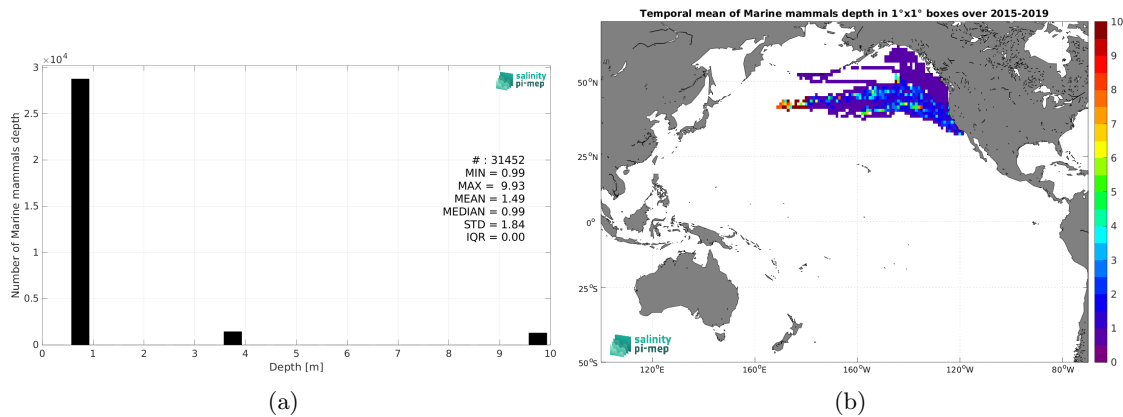 ×10⁴
3
2.5
2
1.5
1
0.5
0
0 1 2 3 4 5 6 7 8 9 10
Number of Marine mammals depth
Depth [m]
salinity
pi-mep
# : 31452
MIN = 0.99
MAX = 9.93
MEAN = 1.49
MEDIAN = 0.99
STD = 1.84
IQR = 0.00
(a)
Temporal mean of Marine mammals depth in 1°x1° boxes over 2015-2019
50°N
25°N
0°
25°S
50°S
120°E 160°E 160°W 120°W 80°W
salinity
pi-mep
10
9
8
7
6
5
4
3
2
1
0
(b)